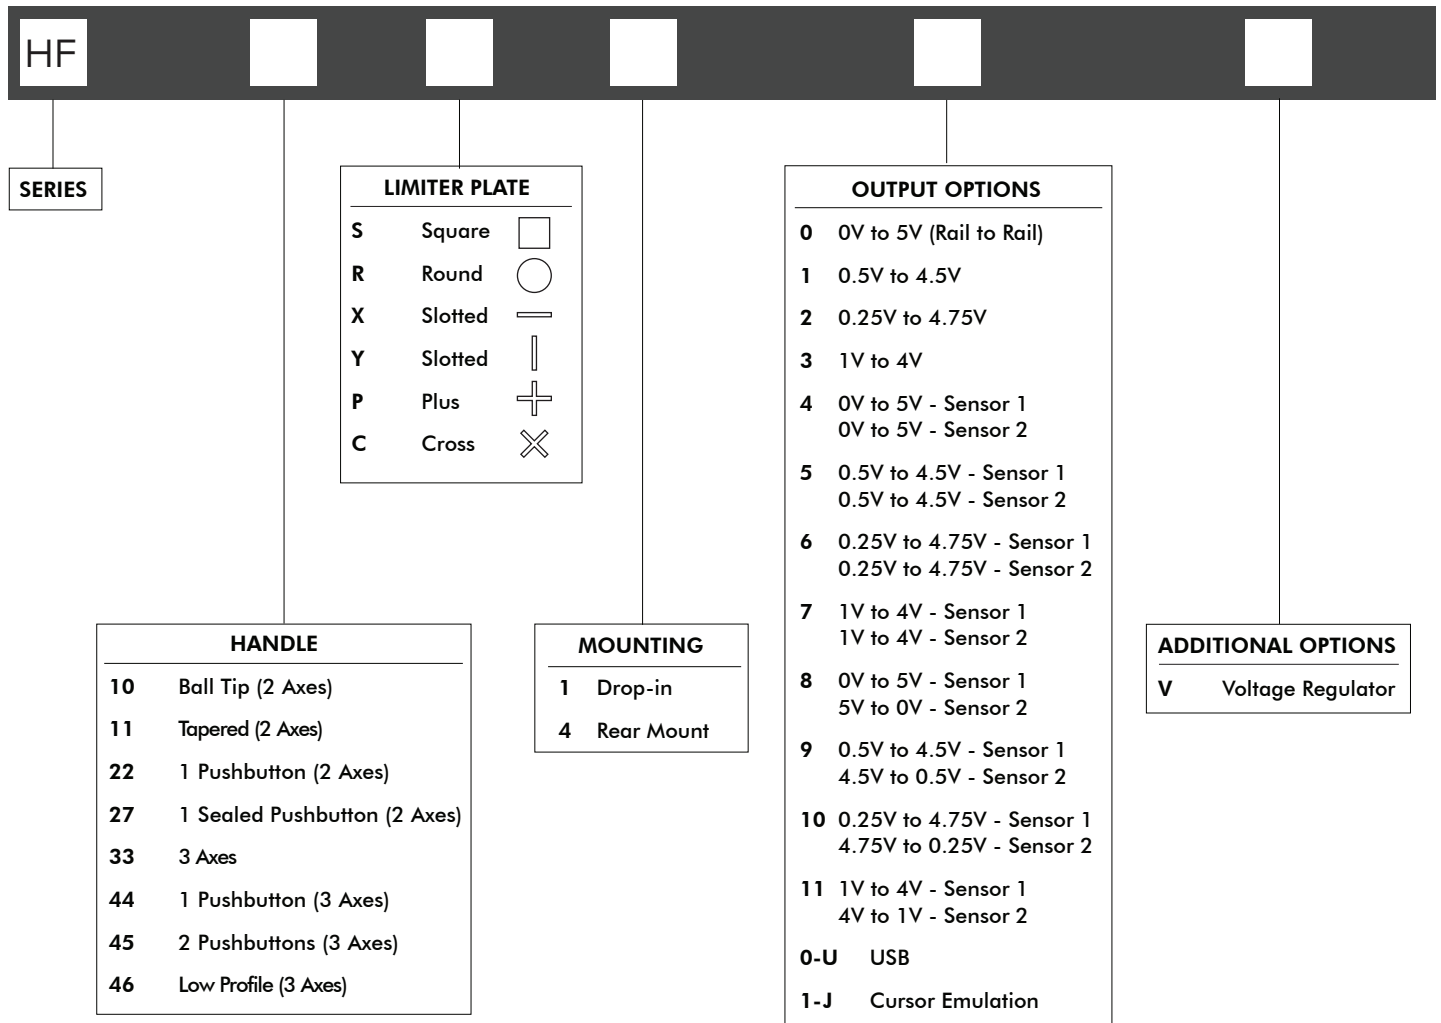 HF
SERIES
LIMITER PLATE
S Square
R Round
X Slotted
Y Slotted
P Plus
C Cross
OUTPUT OPTIONS
0 0V to 5V (Rail to Rail)
1 0.5V to 4.5V
2 0.25V to 4.75V
3 1V to 4V
4 0V to 5V - Sensor 1
0V to 5V - Sensor 2
5 0.5V to 4.5V - Sensor 1
0.5V to 4.5V - Sensor 2
6 0.25V to 4.75V - Sensor 1
0.25V to 4.75V - Sensor 2
7 1V to 4V - Sensor 1
1V to 4V - Sensor 2
8 0V to 5V - Sensor 1
5V to 0V - Sensor 2
9 0.5V to 4.5V - Sensor 1
4.5V to 0.5V - Sensor 2
10 0.25V to 4.75V - Sensor 1
4.75V to 0.25V - Sensor 2
11 1V to 4V - Sensor 1
4V to 1V - Sensor 2
0-U USB
1-J Cursor Emulation
HANDLE
10 Ball Tip (2 Axes)
11 Tapered (2 Axes)
22 1 Pushbutton (2 Axes)
27 1 Sealed Pushbutton (2 Axes)
33 3 Axes
44 1 Pushbutton (3 Axes)
45 2 Pushbuttons (3 Axes)
46 Low Profile (3 Axes)
MOUNTING
1 Drop-in
4 Rear Mount
ADDITIONAL OPTIONS
V Voltage Regulator